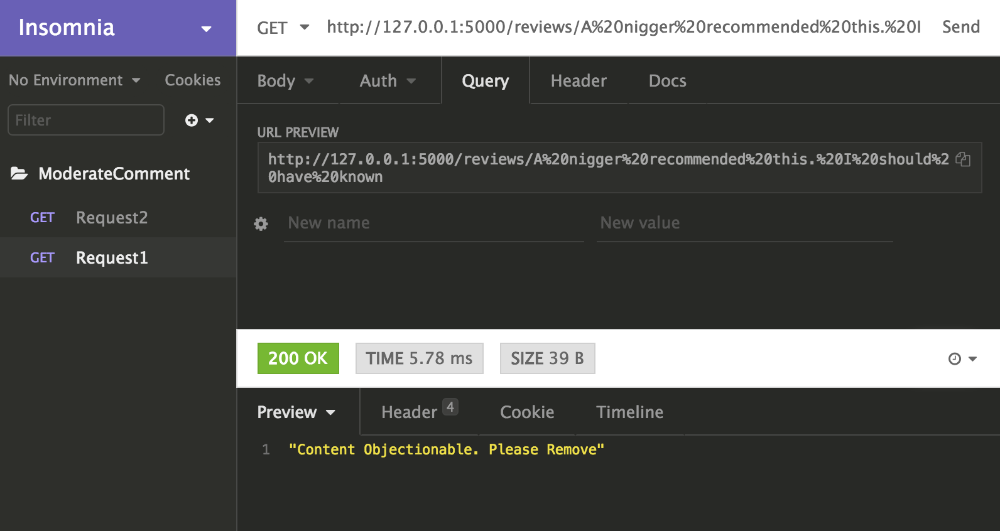 Insomnia
GET http://127.0.0.1:5000/reviews/A%20nigger%20recommended%20this.%20I Send
No Environment Cookies
Body Auth Query Header Docs
Filter
URL PREVIEW
http://127.0.0.1:5000/reviews/A%20nigger%20recommended%20this.%20I%20should%2
0have%20known
ModerateComment
GET Request2
New name New value
GET Request1
200 OK TIME 5.78 ms SIZE 39 B
Preview Header 4 Cookie Timeline
1 "Content Objectionable. Please Remove"